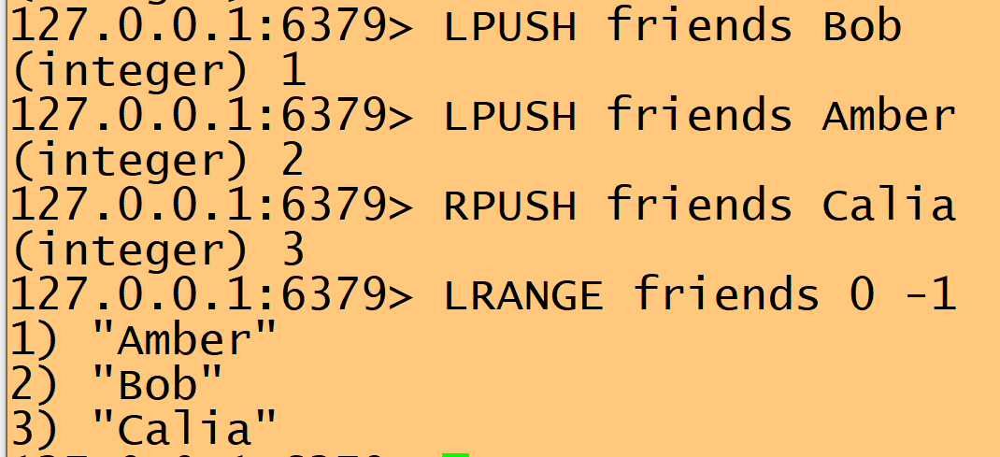 127.0.0.1:6379> LPUSH friends Bob
(integer) 1
127.0.0.1:6379> LPUSH friends Amber
(integer) 2
127.0.0.1:6379> RPUSH friends Calia
(integer) 3
127.0.0.1:6379> LRANGE friends 0 -1
1) "Amber"
2) "Bob"
3) "Calia"